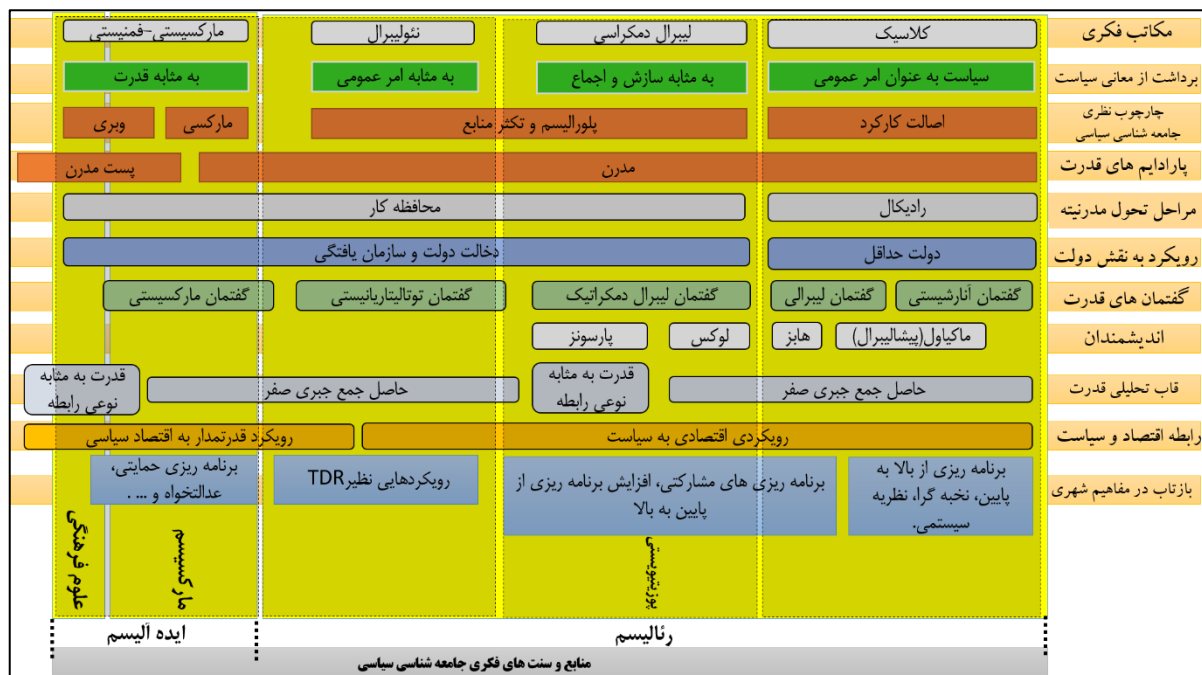 مکاتب فکری
کلاسیک
لیبرال دمکراسی
نئولیبرال
مارکسیستی-فمنیستی
برداشت از معانی سیاست
سیاست به عنوان امر عمومی
به مثابه سازش و اجماع
به مثابه امر عمومی
به مثابه قدرت
چارچوب نظری
جامعه شناسی سیاسی
اصالت کارکرد
پلورالیسم و تکثر منابع
مارکسی
وبری
پارادایم های قدرت
مدرن
پست مدرن
مراحل تحول مدرنیته
رادیکال
محافظه کار
رویکرد به نقش دولت
دولت حداقل
دخالت دولت و سازمان یافتگی
گفتمان های قدرت
گفتمان آنارشیستی
گفتمان لیبرالی
گفتمان لیبرال دمکراتیک
گفتمان توتالیتاریانیستی
گفتمان مارکسیستی
اندیشمندان
ماکیاول(پیشالیبرال)
هابز
لوکس
پارسونز
قاب تحلیلی قدرت
حاصل جمع جبری صفر
قدرت به مثابه
نوعی رابطه
حاصل جمع جبری صفر
قدرت به مثابه
نوعی رابطه
رابطه اقتصاد و سیاست
رویکردی اقتصادی به سیاست
رویکرد قدرتمدار به اقتصاد سیاسی
بازتاب در مفاهیم شهری
برنامه ریزی از بالا به
پایین، نخبه گرا، نظریه
سیستمی.
برنامه ریزی های مشارکتی، افزایش برنامه ریزی از
پایین به بالا
رویکردهایی نظیر TDR
برنامه ریزی حمایتی،
عدالتخواه و ... .
پوزیتیویستی
مارکسیسم
علوم فرهنگی
رئالیسم
ایده آلیسم
منابع و سنت های فکری جامعه شناسی سیاسی